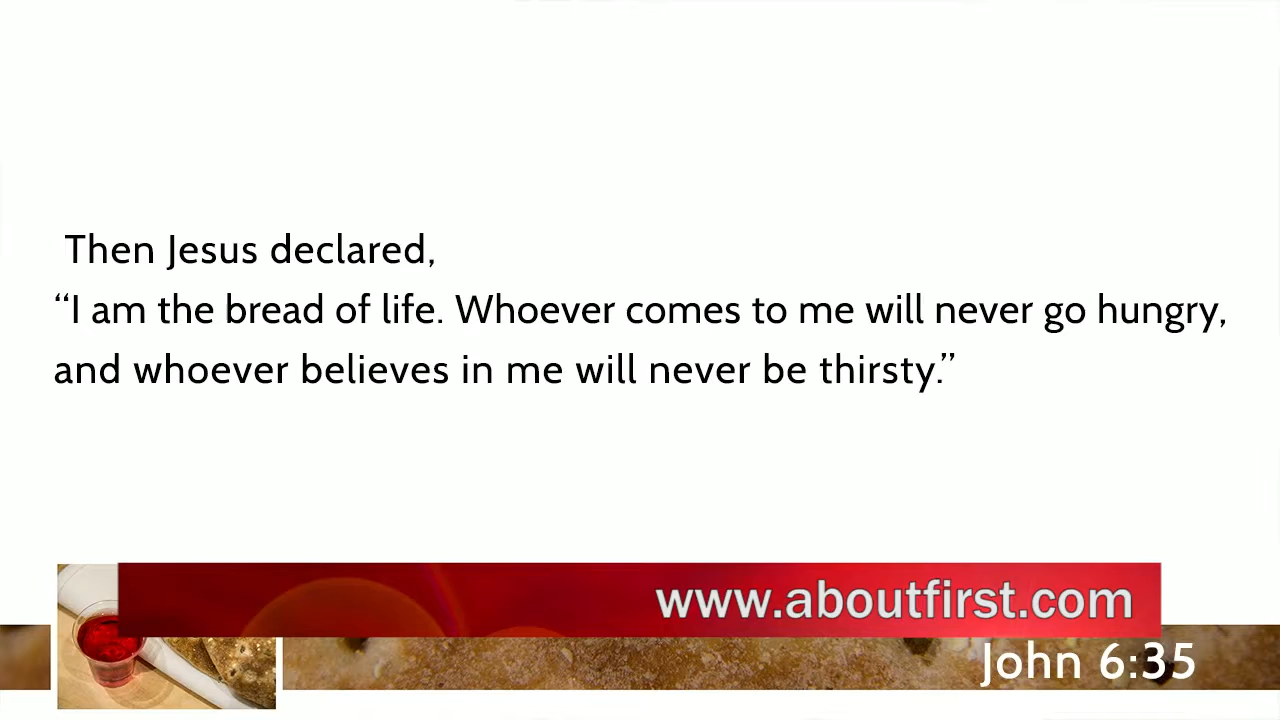 Then Jesus declared,
“I am the bread of life. Whoever comes to me will never go hungry,
and whoever believes in me will never be thirsty.”
www.aboutfirst.com
John 6:35